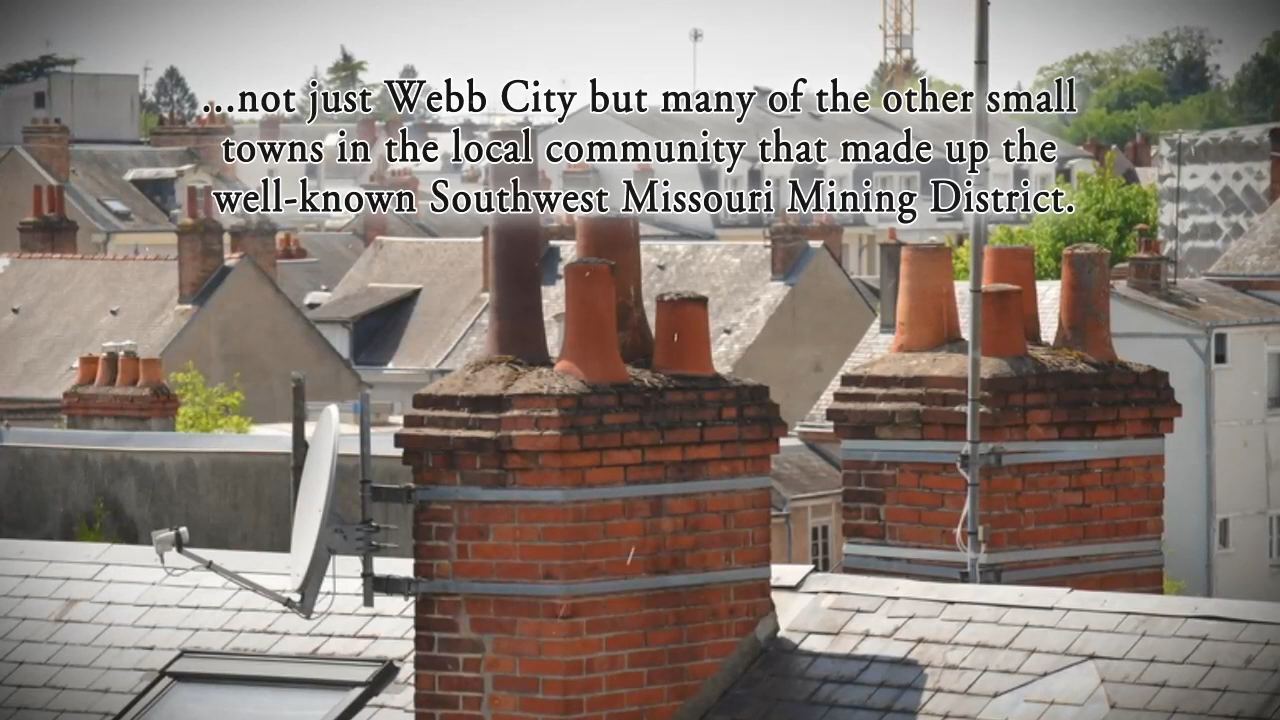 ...not just Webb City but many of the other small
towns in the local community that made up the
well-known Southwest Missouri Mining District.